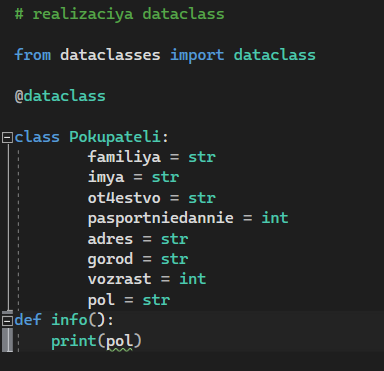 # realizaciya dataclass
from dataclasses import dataclass
@dataclass
class Pokupateli:
familiya = str
imya = str
ot4estvo = str
pasportniedannie = int
adres = str
gorod = str
vozrast = int
pol = str
def info():
print(pol)